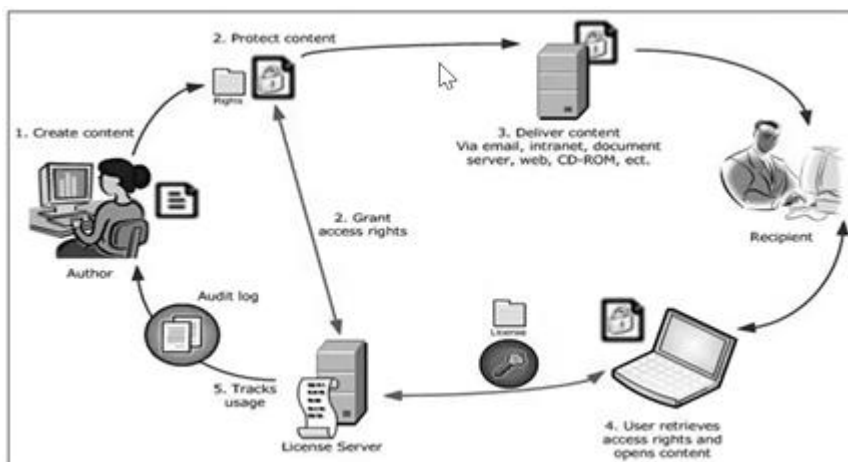 2. Protect content
Rights
1. Create content
3. Deliver content
Via email, intranet, document
server, web, CD-ROM, ect.
2. Grant
access rights
Recipient
Author
Audit log
License
5. Tracks
usage
License Server
4. User retrieves
access rights and
opens content